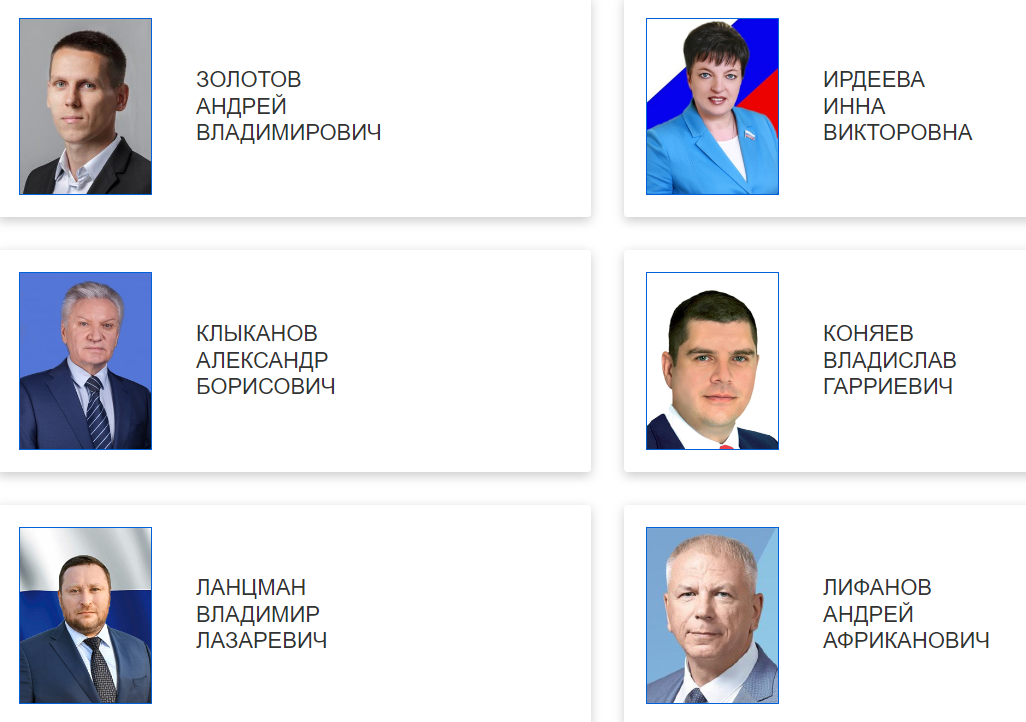 ЗОЛОТОВ
АНДРЕЙ
ВЛАДИМИРОВИЧ
ИРДЕЕВА
ИННА
ВИКТОРОВНА
КЛЫКАНОВ
АЛЕКСАНДР
БОРИСОВИЧ
КОНЯЕВ
ВЛАДИСЛАВ
ГАРРИЕВИЧ
ЛАНЦМАН
ВЛАДИМИР
ЛАЗАРЕВИЧ
ЛИФАНОВ
АНДРЕЙ
АФРИКАНОВИЧ